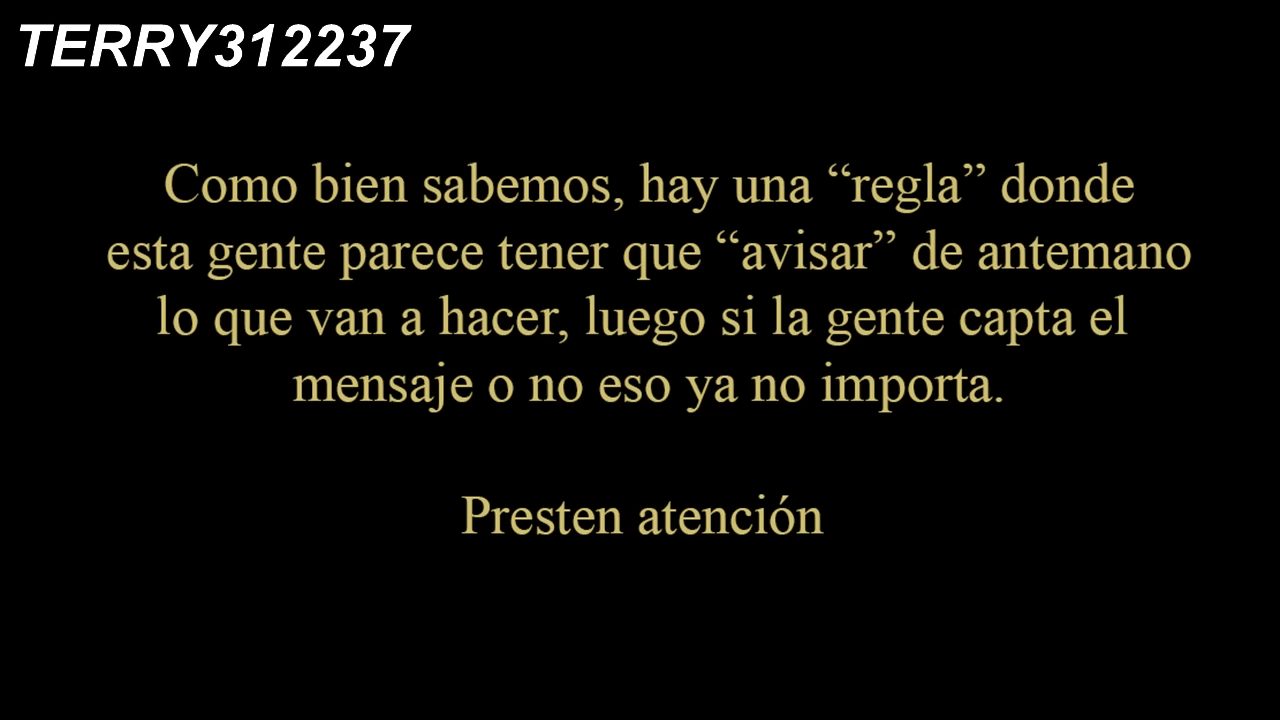 TERRY312237
Como bien sabemos, hay una “regla” donde
esta gente parece tener que “avisar” de antemano
lo que van a hacer, luego si la gente capta el
mensaje o no eso ya no importa.
Presten atención